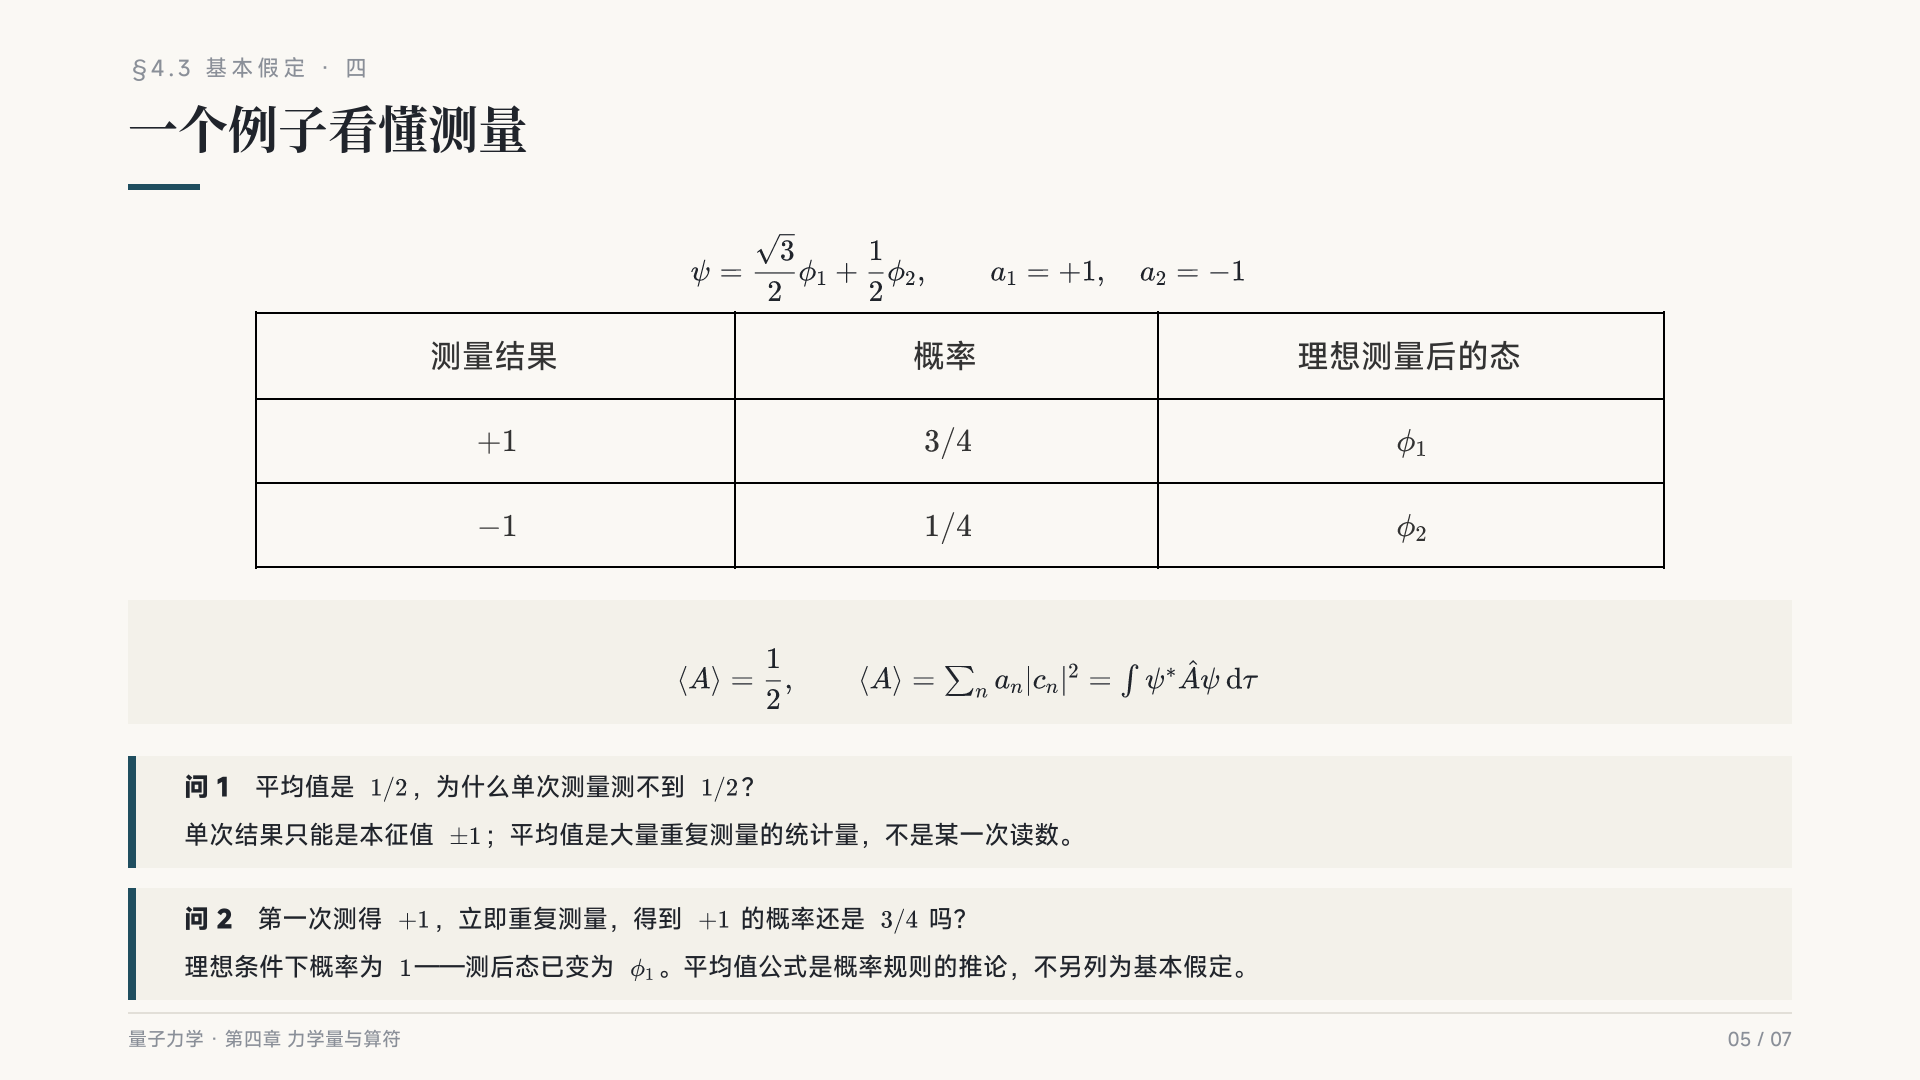 §4.3 基本假定 · 四
一个例子看懂测量
ψ = √3/2 ϕ₁ + 1/2 ϕ₂, a₁ = +1, a₂ = −1
测量结果 概率 理想测量后的态
+1 3/4 ϕ₁
−1 1/4 ϕ₂
⟨A⟩ = 1/2, ⟨A⟩ = ∑ₙ aₙ|cₙ|² = ∫ ψ*Âψ dτ
问 1 平均值是 1/2，为什么单次测量测不到 1/2？
单次结果只能是本征值 ±1；平均值是大量重复测量的统计量，不是某一次读数。
问 2 第一次测得 +1，立即重复测量，得到 +1 的概率还是 3/4 吗？
理想条件下概率为 1——测后态已变为 ϕ₁。平均值公式是概率规则的推论，不另列为基本假定。
量子力学 · 第四章 力学量与算符
05 / 07